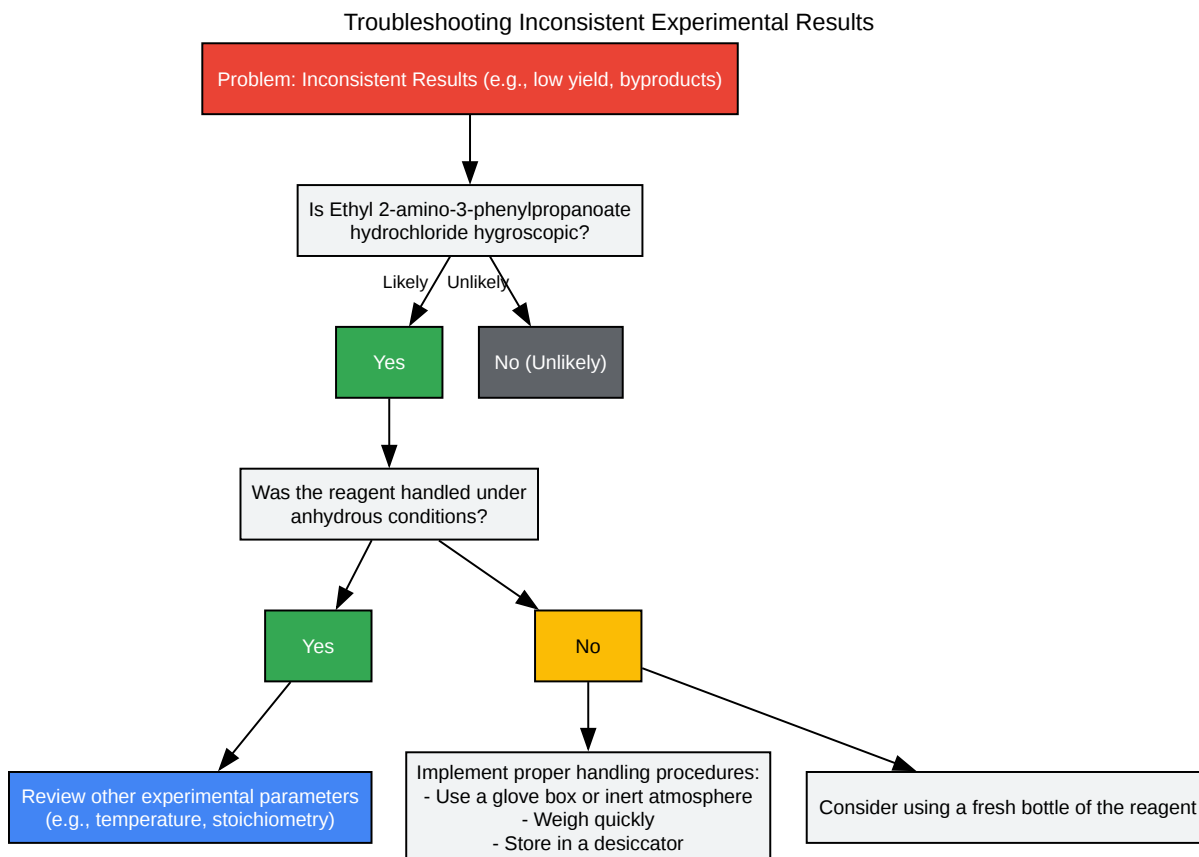 Troubleshooting Inconsistent Experimental Results
Problem: Inconsistent Results (e.g., low yield, byproducts)
Is Ethyl 2-amino-3-phenylpropanoate
hydrochloride hygroscopic?
Likely
Unlikely
Yes
No (Unlikely)
Was the reagent handled under
anhydrous conditions?
Yes
No
Review other experimental parameters
(e.g., temperature, stoichiometry)
Implement proper handling procedures:
- Use a glove box or inert atmosphere
- Weigh quickly
- Store in a desiccator
Consider using a fresh bottle of the reagent